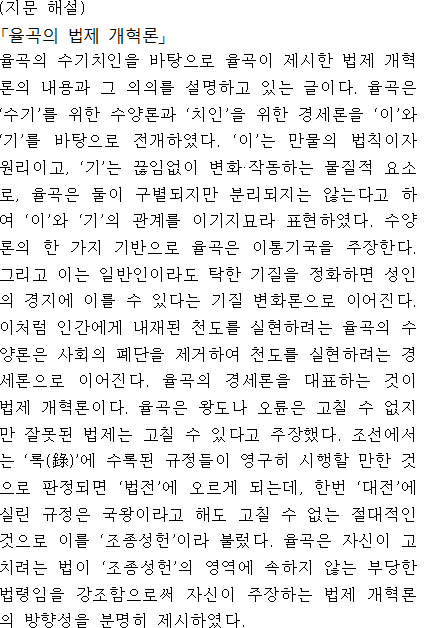 (지문 해설)
「율곡의 법제 개혁론」
율곡의 수기치인을 바탕으로 율곡이 제시한 법제 개혁
론의 내용과 그 의의를 설명하고 있는 글이다. 율곡은
‘수기’를 위한 수양론과 ‘치인’을 위한 경세론을 ‘이’와
‘기’를 바탕으로 전개하였다. ‘이’는 만물의 법칙이자
원리이고, ‘기’는 끊임없이 변화·작동하는 물질적 요소
로, 율곡은 둘이 구별되지만 분리되지는 않는다고 하
여 ‘이’와 ‘기’의 관계를 이기지묘라 표현하였다. 수양
론의 한 가지 기반으로 율곡은 이통기국을 주장한다.
그리고 이는 일반인이라도 탁한 기질을 정화하면 성인
의 경지에 이를 수 있다는 기질 변화론으로 이어진다.
이처럼 인간에게 내재된 천도를 실현하려는 율곡의 수
양론은 사회의 폐단을 제거하여 천도를 실현하려는 경
세론으로 이어진다. 율곡의 경세론을 대표하는 것이
법제 개혁론이다. 율곡은 왕도나 오륜은 고칠 수 없지
만 잘못된 법제는 고칠 수 있다고 주장했다. 조선에서
는 ‘록(錄)’에 수록된 규정들이 영구히 시행할 만한 것
으로 판정되면 ‘법전’에 오르게 되는데, 한번 ‘대전’에
실린 규정은 국왕이라고 해도 고칠 수 없는 절대적인
것으로 이를 ‘조종성헌’이라 불렀다. 율곡은 자신이 고
치려는 법이 ‘조종성헌’의 영역에 속하지 않는 부당한
법령임을 강조함으로써 자신이 주장하는 법제 개혁론
의 방향성을 분명히 제시하였다.